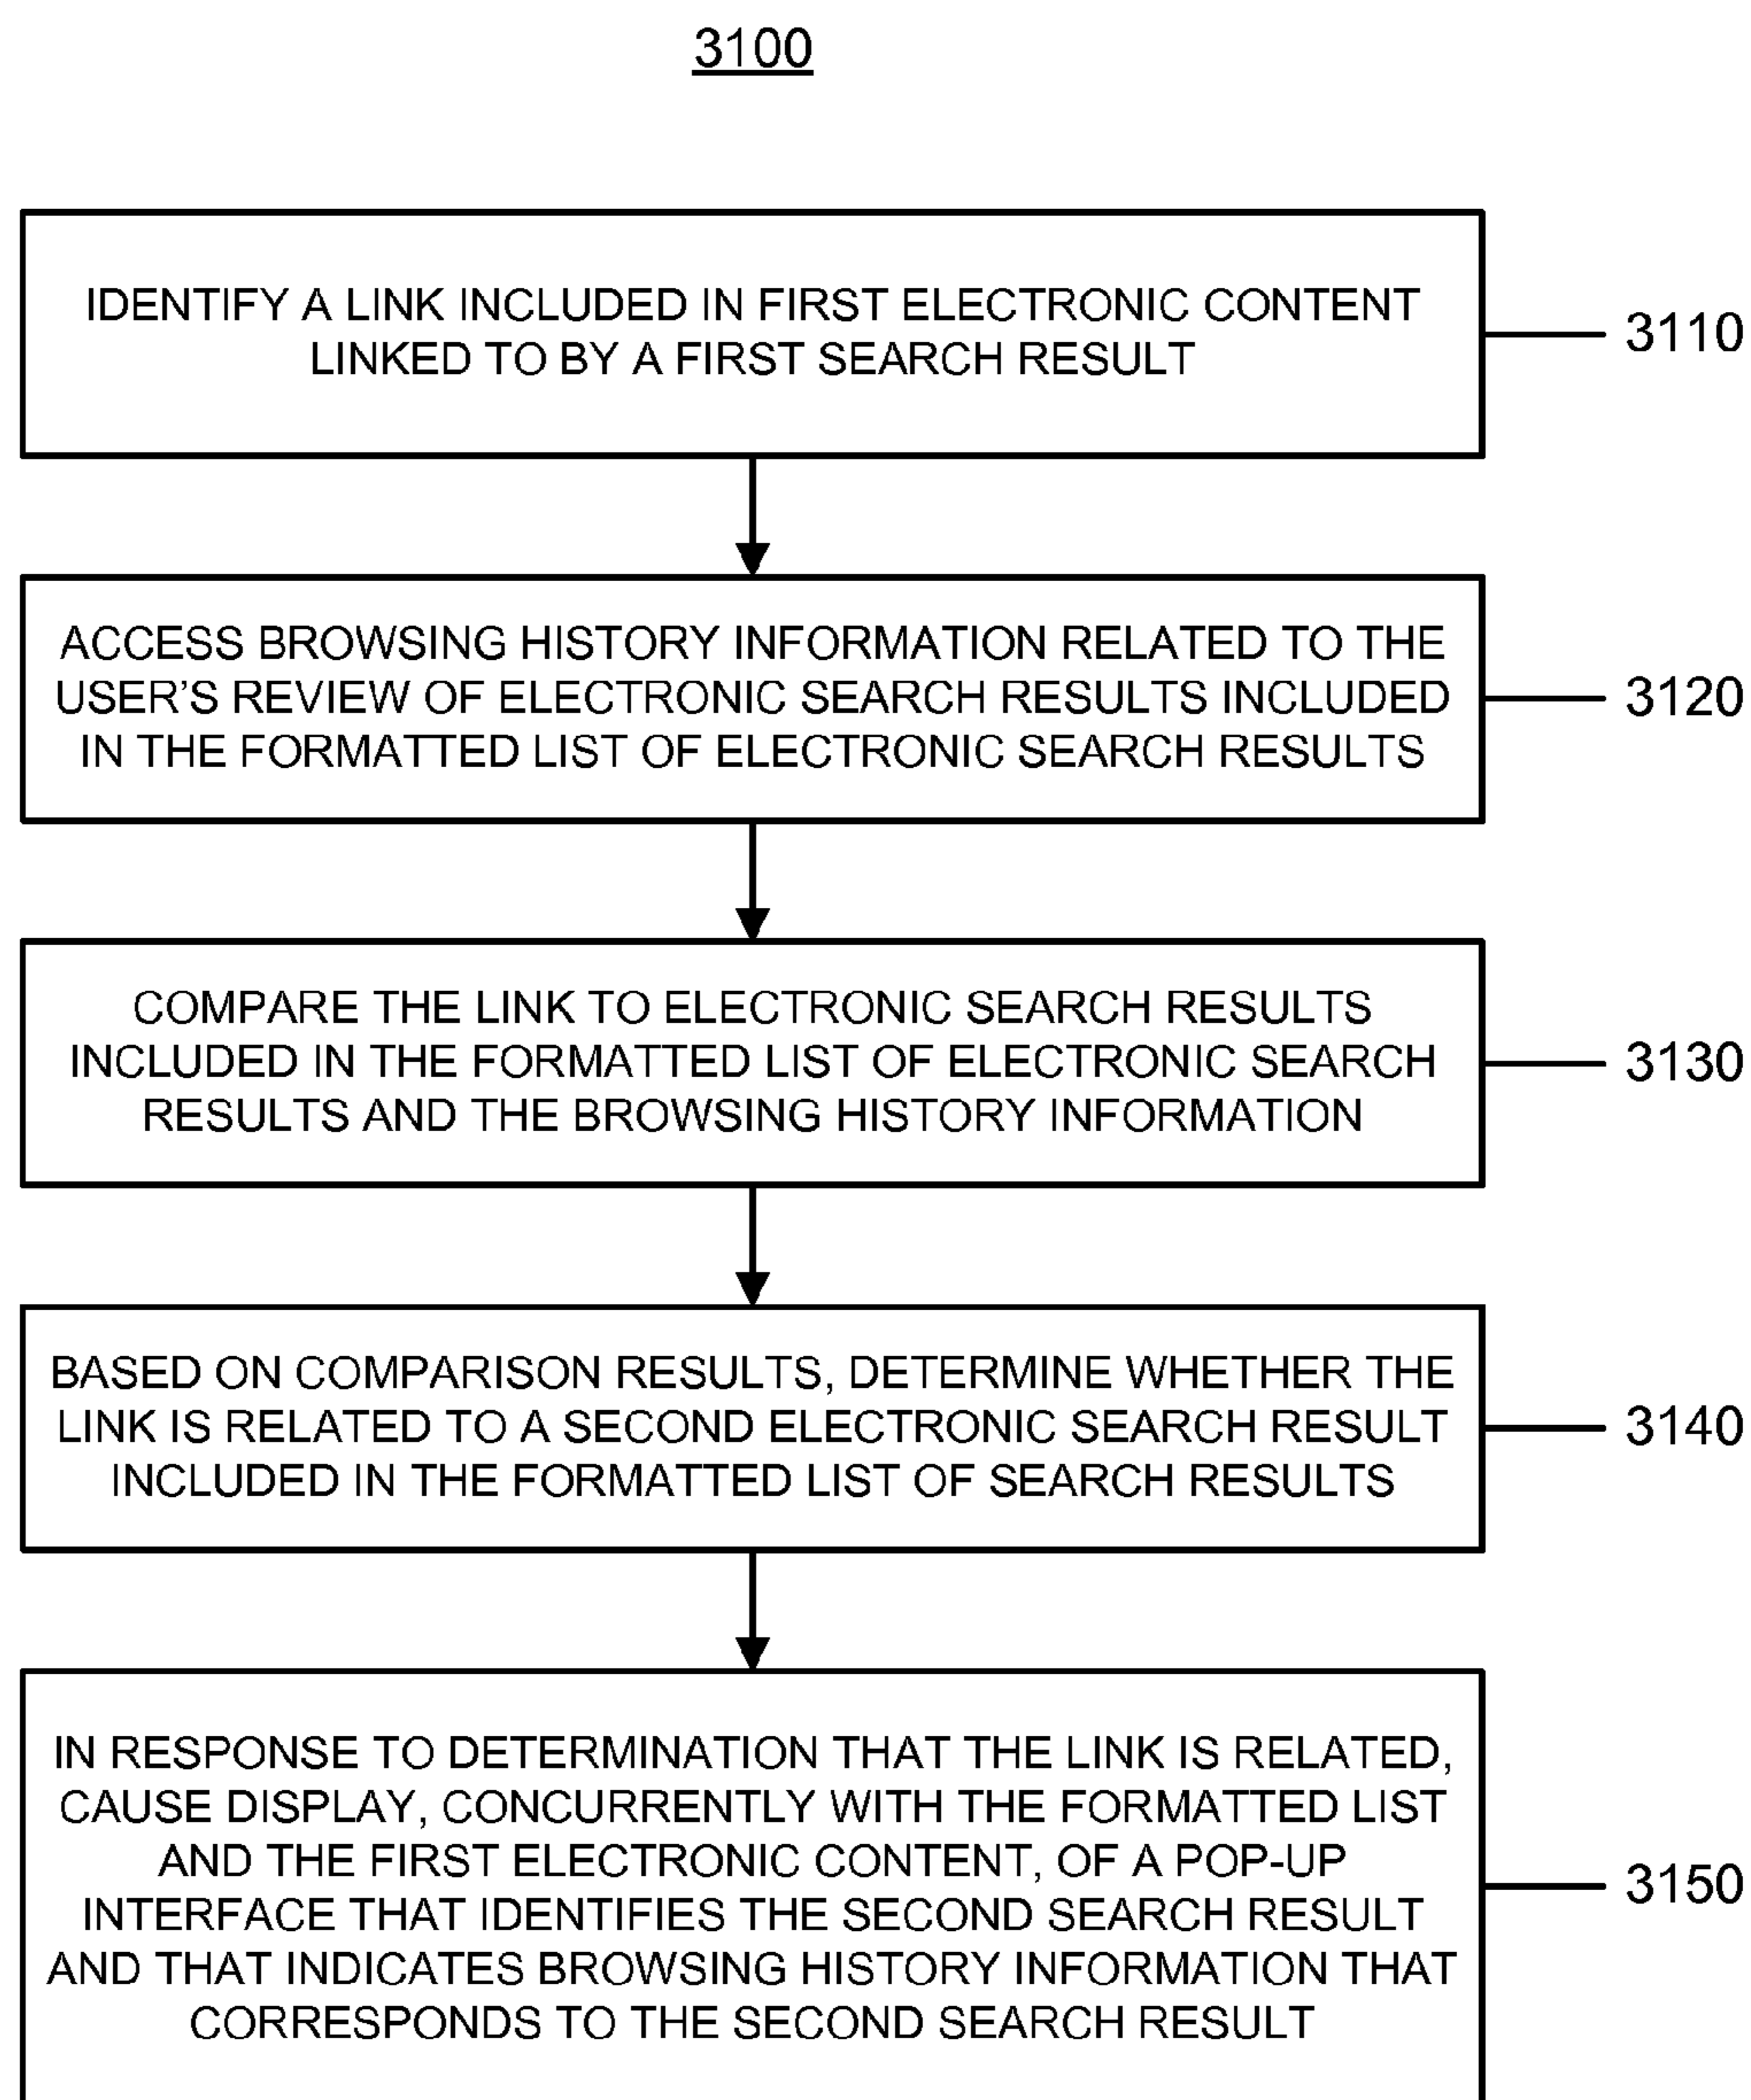 3100
IDENTIFY A LINK INCLUDED IN FIRST ELECTRONIC CONTENT
LINKED TO BY A FIRST SEARCH RESULT
3110
ACCESS BROWSING HISTORY INFORMATION RELATED TO THE
USER'S REVIEW OF ELECTRONIC SEARCH RESULTS INCLUDED
IN THE FORMATTED LIST OF ELECTRONIC SEARCH RESULTS
3120
COMPARE THE LINK TO ELECTRONIC SEARCH RESULTS
INCLUDED IN THE FORMATTED LIST OF ELECTRONIC SEARCH
RESULTS AND THE BROWSING HISTORY INFORMATION
3130
BASED ON COMPARISON RESULTS, DETERMINE WHETHER THE
LINK IS RELATED TO A SECOND ELECTRONIC SEARCH RESULT
INCLUDED IN THE FORMATTED LIST OF SEARCH RESULTS
3140
IN RESPONSE TO DETERMINATION THAT THE LINK IS RELATED,
CAUSE DISPLAY, CONCURRENTLY WITH THE FORMATTED LIST
AND THE FIRST ELECTRONIC CONTENT, OF A POP-UP
INTERFACE THAT IDENTIFIES THE SECOND SEARCH RESULT
AND THAT INDICATES BROWSING HISTORY INFORMATION THAT
CORRESPONDS TO THE SECOND SEARCH RESULT
3150